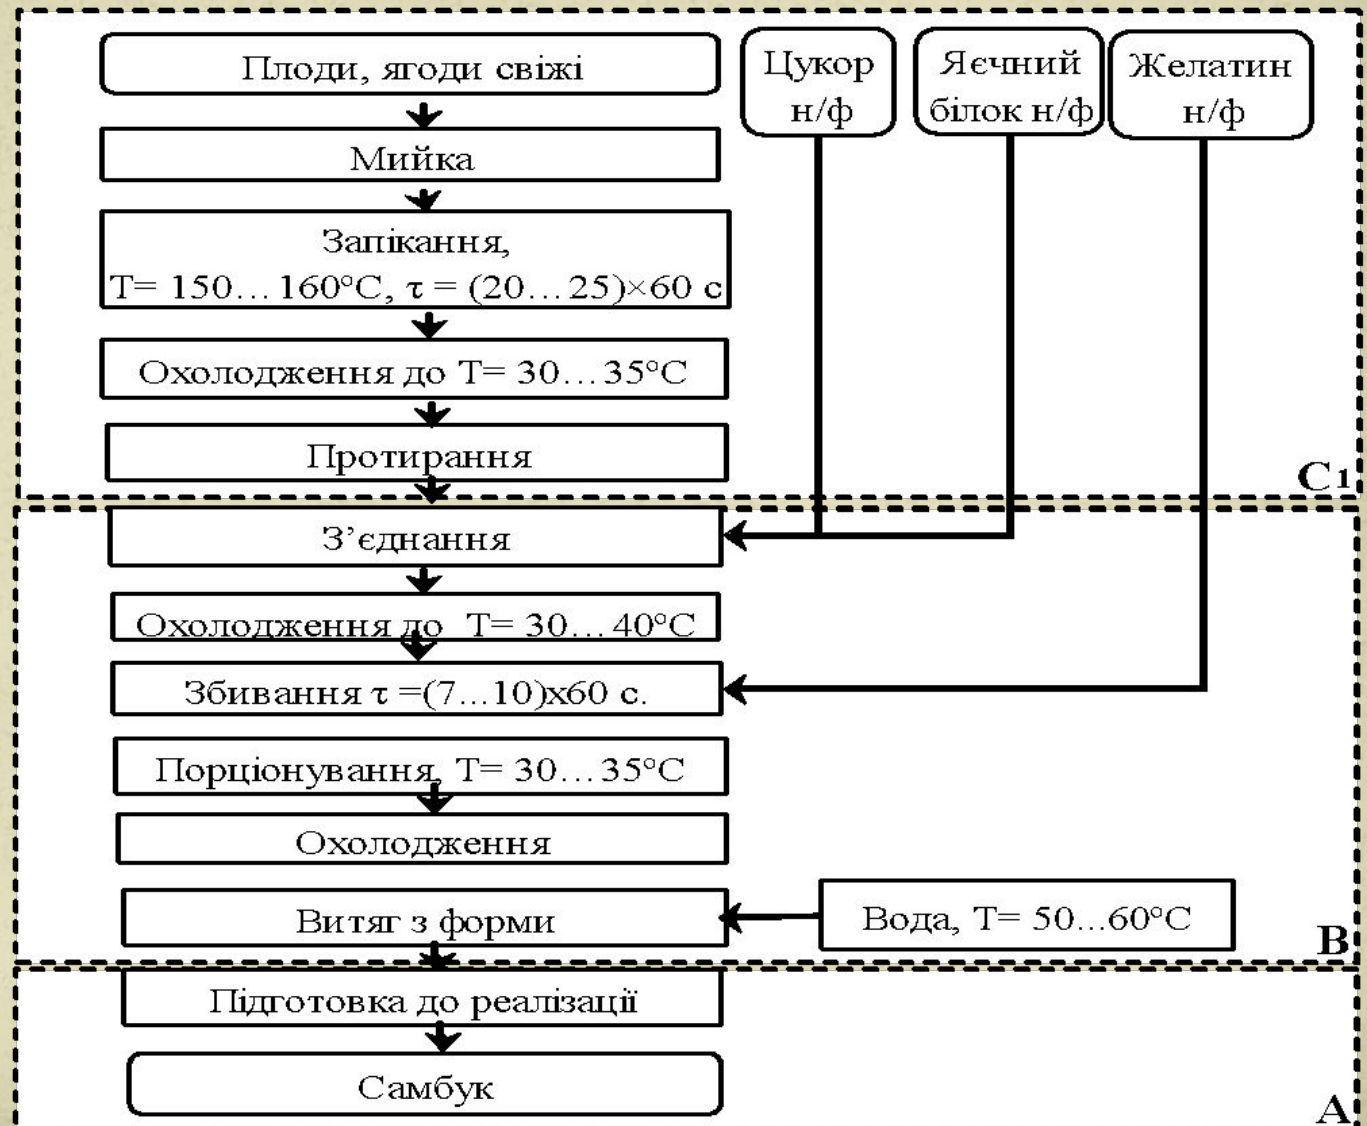 Плоди, ягоди свіжі
Цукор
н/ф
Яєчний
білок н/ф
Желатин
н/ф
Мийка
Запікання,
Т= 150…160°С, τ = (20…25)×60 с
Охолодження до Т= 30…35°С
Протирання
С1
З’єднання
Охолодження до Т= 30…40°С
Збивання τ =(7…10)х60 с.
Порціонування, Т= 30…35°С
Охолодження
Витяг з форми
Вода, Т= 50…60°С
В
Підготовка до реалізації
Самбук
А